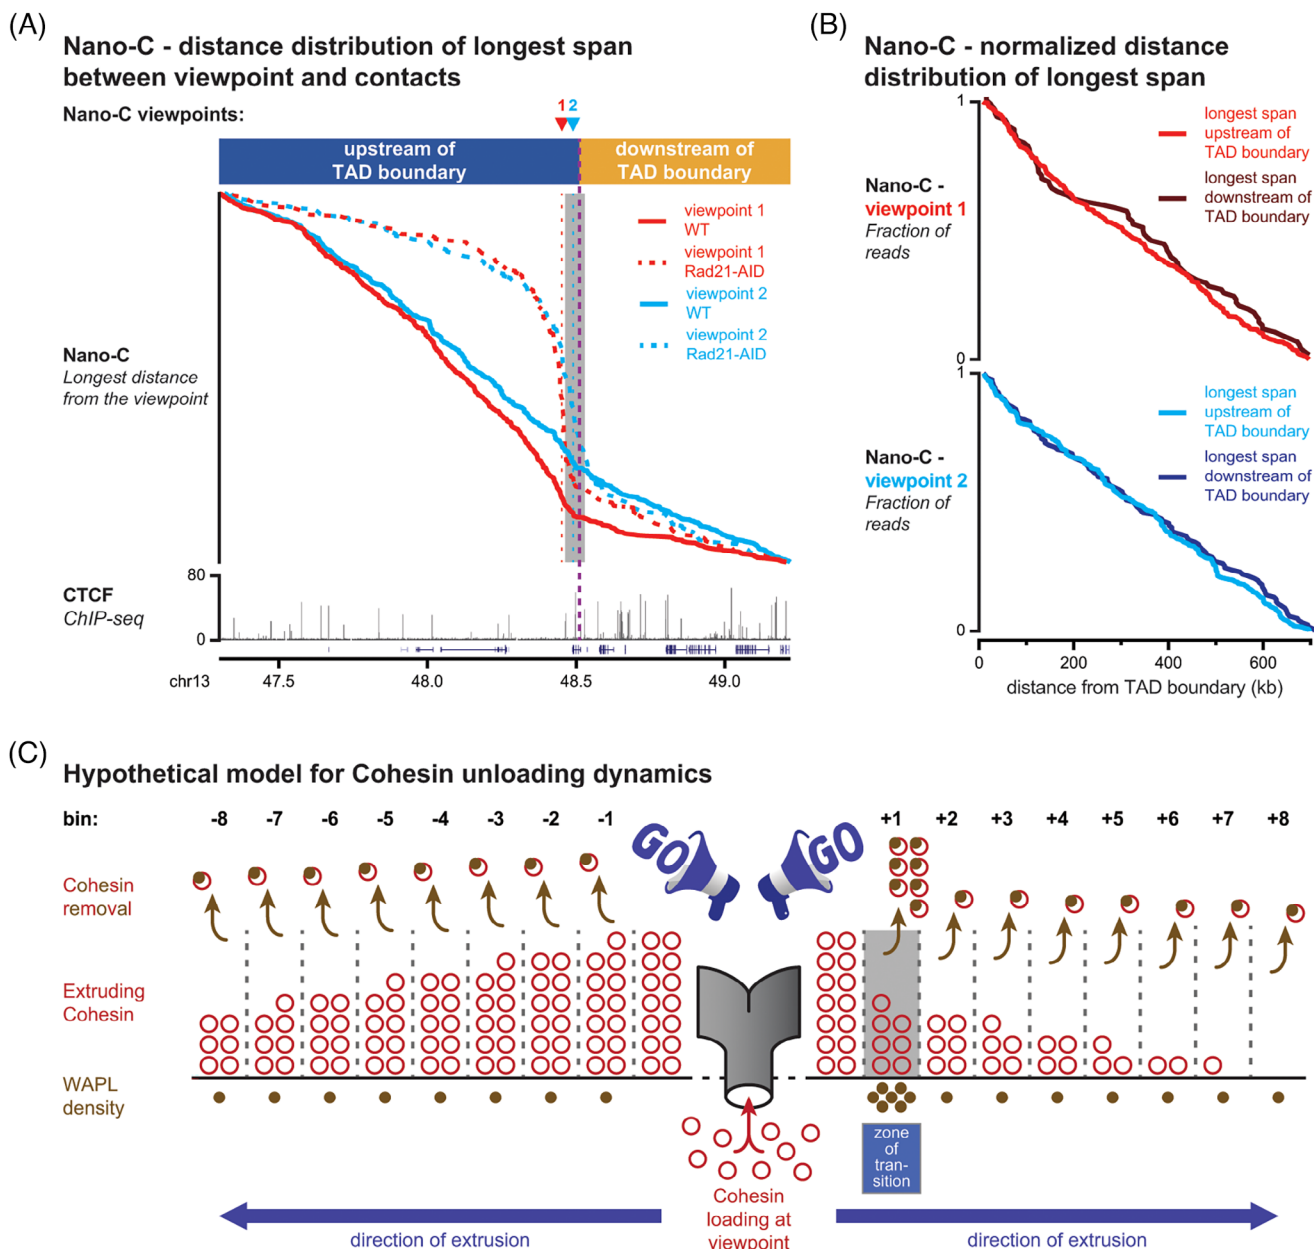 (A)
Nano-C - distance distribution of longest span
between viewpoint and contacts
Nano-C viewpoints:
1 2
upstream of
TAD boundary
downstream of
TAD boundary
viewpoint 1
WT
viewpoint 1
Rad21-AID
viewpoint 2
WT
viewpoint 2
Rad21-AID
Nano-C
Longest distance
from the viewpoint
CTCF
ChIP-seq
80
0
chr13
47.5
48.0
48.5
49.0
(B)
Nano-C - normalized distance
distribution of longest span
1
longest span
upstream of
TAD boundary
longest span
downstream of
TAD boundary
Nano-C -
viewpoint 1
Fraction of
reads
0
1
longest span
upstream of
TAD boundary
longest span
downstream of
TAD boundary
Nano-C -
viewpoint 2
Fraction of
reads
0
0
200
400
600
distance from TAD boundary (kb)
(C)
Hypothetical model for Cohesin unloading dynamics
bin:
-8
-7
-6
-5
-4
-3
-2
-1
GO
GO
+1
+2
+3
+4
+5
+6
+7
+8
Cohesin
removal
Extruding
Cohesin
WAPL
density
zone
of
tran-
sition
Cohesin
loading at
viewpoint
direction of extrusion
direction of extrusion